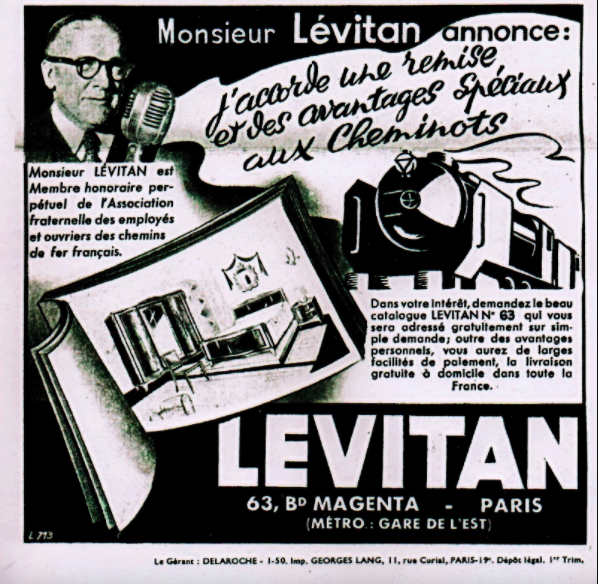 Monsieur Lévitan annonce:
J'accorde une remise
et des avantages Spéciaux
aux Cheminots
Monsieur LÉVITAN est
Membre honoraire per-
pétuel de l'Association
fraternelle des employés
et ouvriers des chemins
de fer français.
Dans votre intérêt, demandez le beau
catalogue LEVITAN N° 63 qui vous
sera adressé gratuitement sur sim-
ple demande; outre des avantages
personnels, vous aurez de larges
facilités de paiement, la livraison
gratuite à domicile dans toute la
France.
LEVITAN
63, BD MAGENTA - PARIS
(MÉTRO : GARE DE L'EST)
L 793
Le Gérant : DELAROCHE - 1-50. Imp. GEORGES LANG, 11, rue Curial, PARIS-19e. Dépôt légal. 1er Trim.